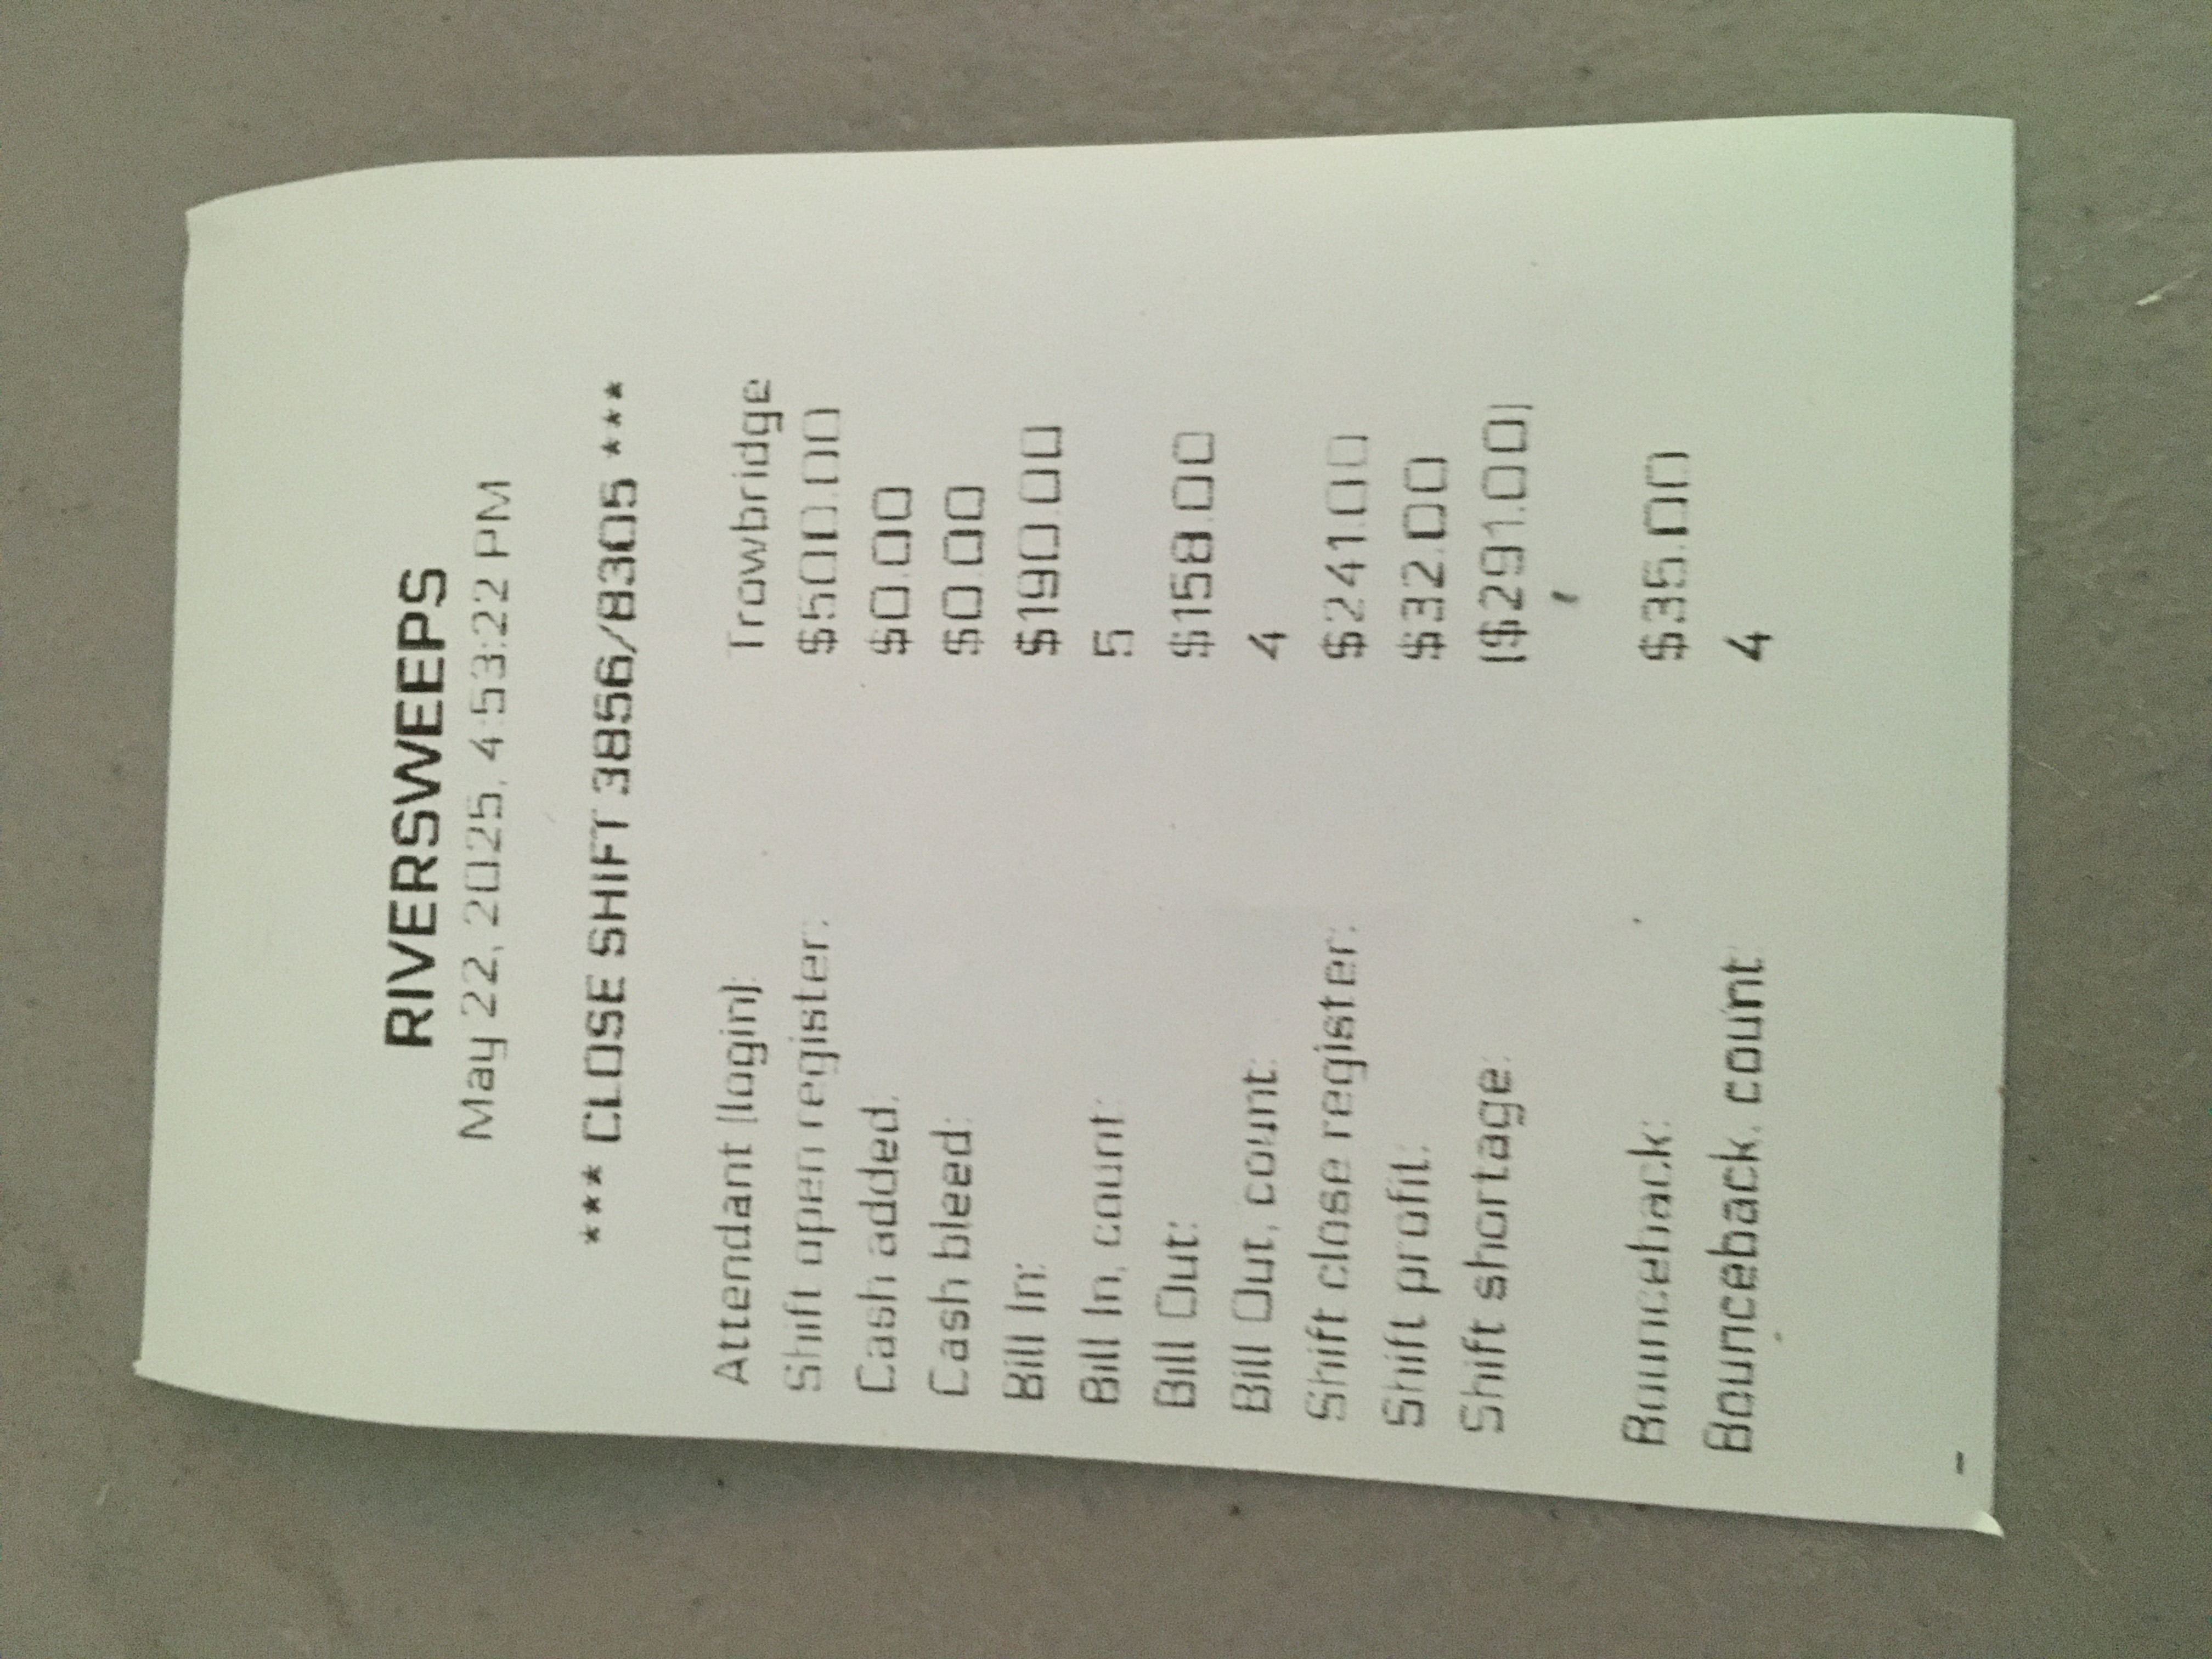 RIVERSWEEPS
May 22, 2025, 4:53:22 PM
*** CLOSE SHIFT 3856/8305 ***
Attendant (login): Trowbridge
Shift open register: $500.00
Cash added: $0.00
Cash bleed: $0.00
Bill In: $190.00
Bill In, count: 5
Bill Out: $158.00
Bill Out, count: 4
Shift close register: $241.00
Shift profit: $32.00
Shift shortage: ($291.00)
Bounceback: $35.00
Bounceback, count: 4